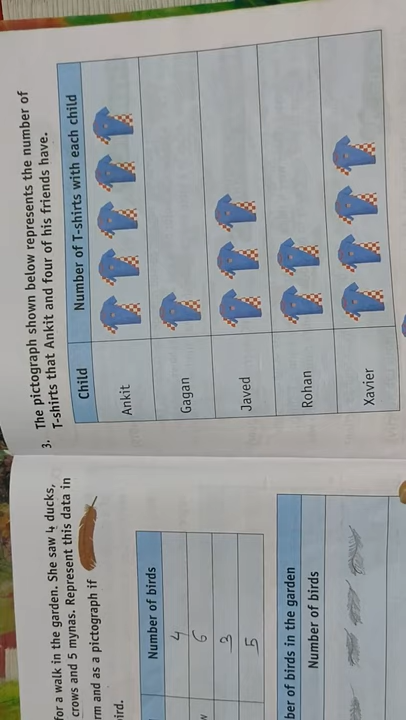 3. The pictograph shown below represents the number of
T-shirts that Ankit and four of his friends have.
Child Number of T-shirts with each child
Ankit
Gagan
Javed
Rohan
Xavier
for a walk in the garden. She saw 4 ducks,
crows and 5 mynas. Represent this data in
rm and as a pictograph if
ird.
Number of birds
4
6
3
5
ber of birds in the garden
Number of birds